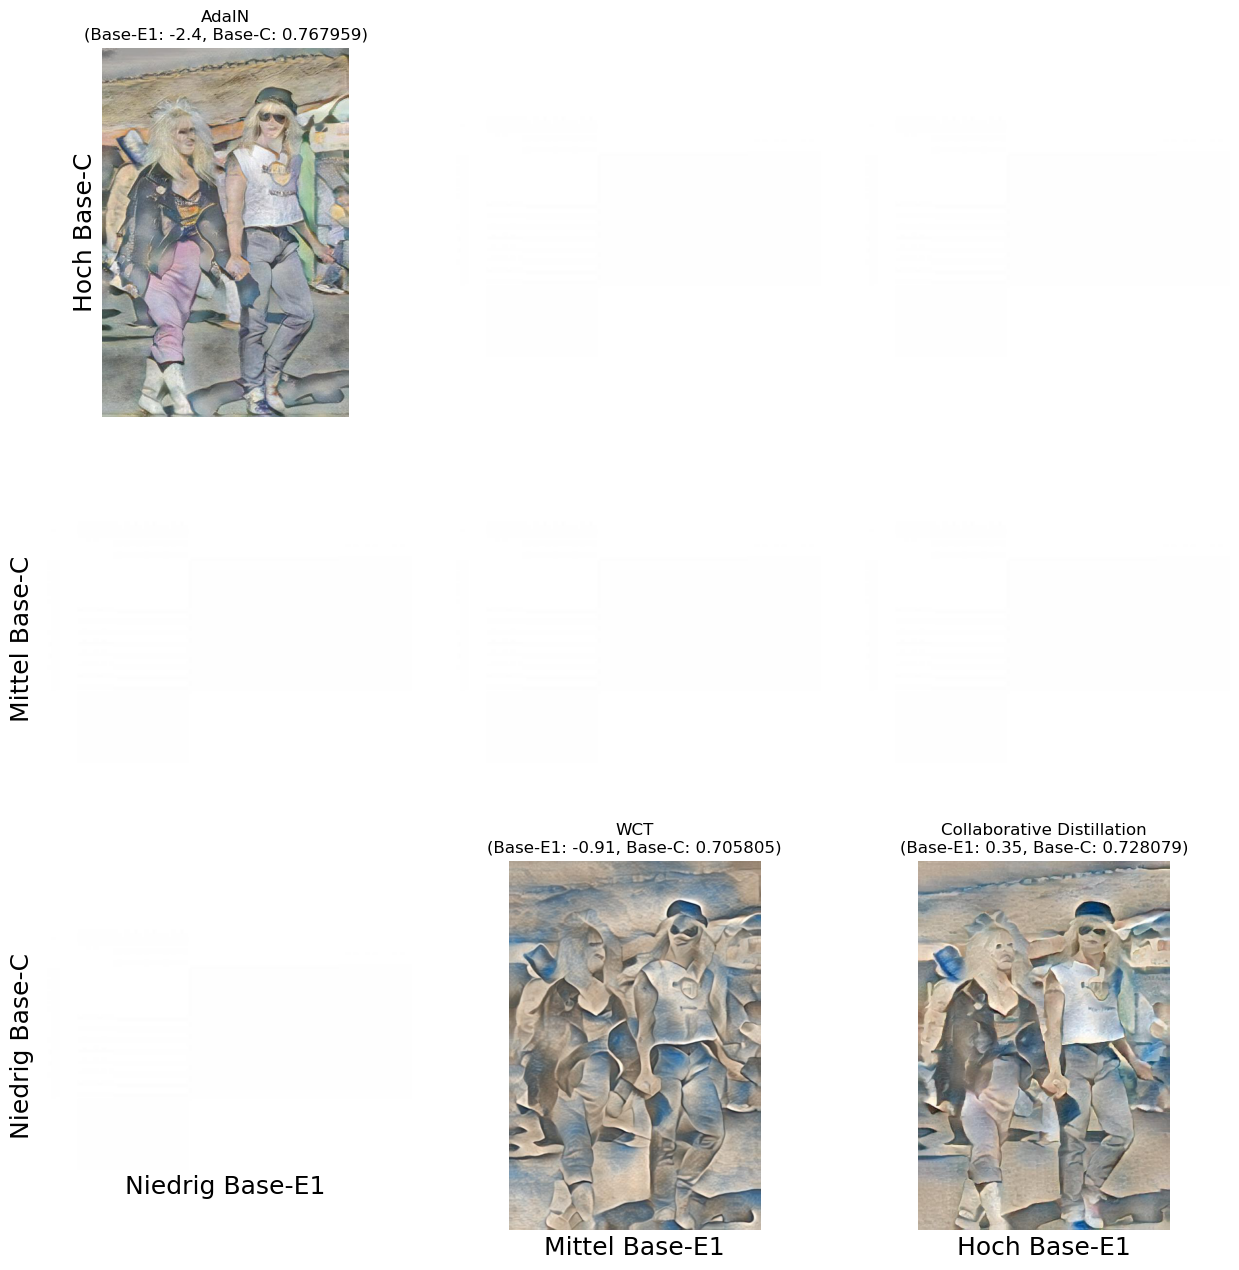 AdaIN
(Base-E1: -2.4, Base-C: 0.767959)
Hoch Base-C
Mittel Base-C
Niedrig Base-C
WCT
(Base-E1: -0.91, Base-C: 0.705805)
Collaborative Distillation
(Base-E1: 0.35, Base-C: 0.728079)
Niedrig Base-E1
Mittel Base-E1
Hoch Base-E1